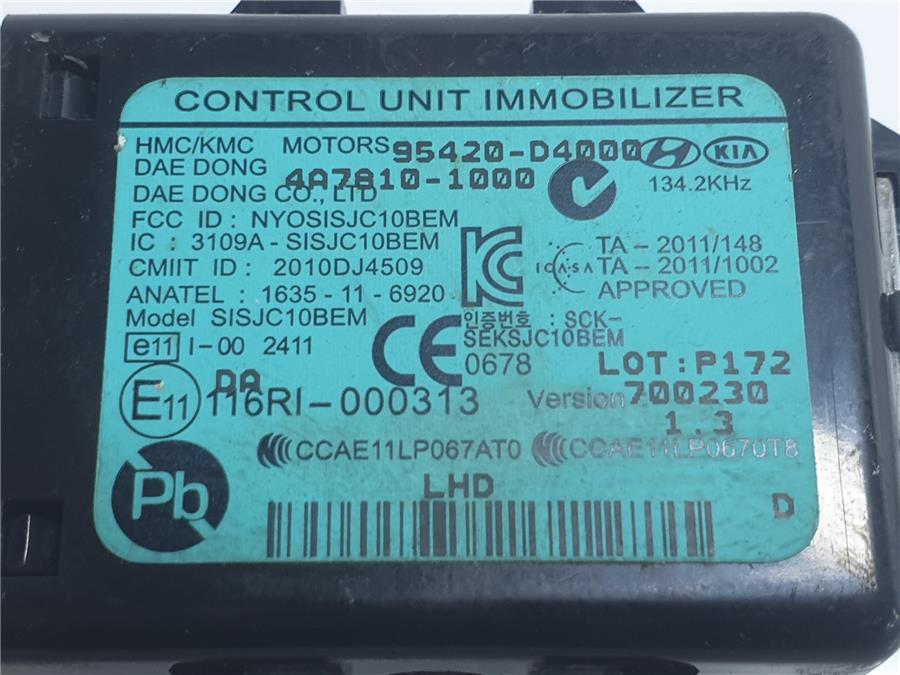 CONTROL UNIT IMMOBILIZER
HMC/KMC MOTORS 95420-D4000 KIA
DAE DONG 4A7810-1000
134.2KHz
DAE DONG CO., LTD
FCC ID : NYOSISJC10BEM
IC : 3109A - SISJC10BEM
TA - 2011/148
CMIIT ID : 2010DJ4509
ICASA TA - 2011/1002
ANATEL : 1635 - 11 - 6920
APPROVED
Model SISJC10BEM
인증번호 : SCK-
SEKSJC10BEM
e11 I-00 2411
CE 0678
LOT:P172
DA
700230
E11 116RI-000313
Version
1.3
CCAE11LP067AT0 CCAE11LP0670T8
Pb
LHD
D